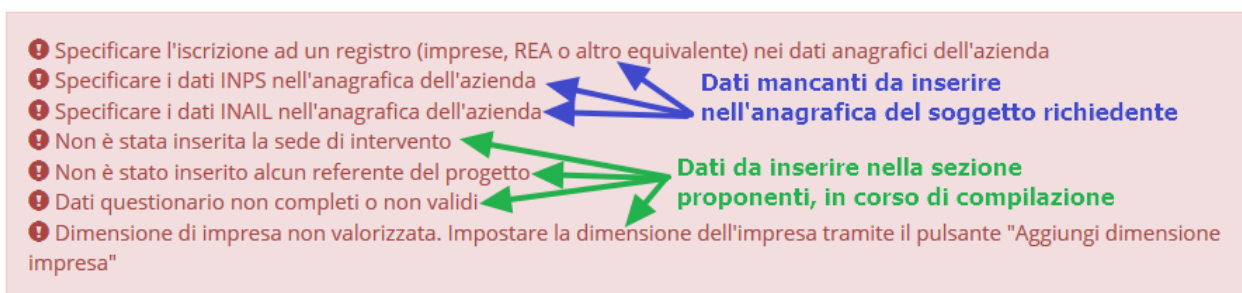 Specificare l'iscrizione ad un registro (imprese, REA o altro equivalente) nei dati anagrafici dell'azienda
Specificare i dati INPS nell'anagrafica dell'azienda
Dati mancanti da inserire
Specificare i dati INAIL nell'anagrafica dell'azienda
nell'anagrafica del soggetto richiedente
Non è stata inserita la sede di intervento
Non è stato inserito alcun referente del progetto
Dati da inserire nella sezione
Dati questionario non completi o non validi
proponenti, in corso di compilazione
Dimensione di impresa non valorizzata. Impostare la dimensione dell'impresa tramite il pulsante "Aggiungi dimensione
impresa"